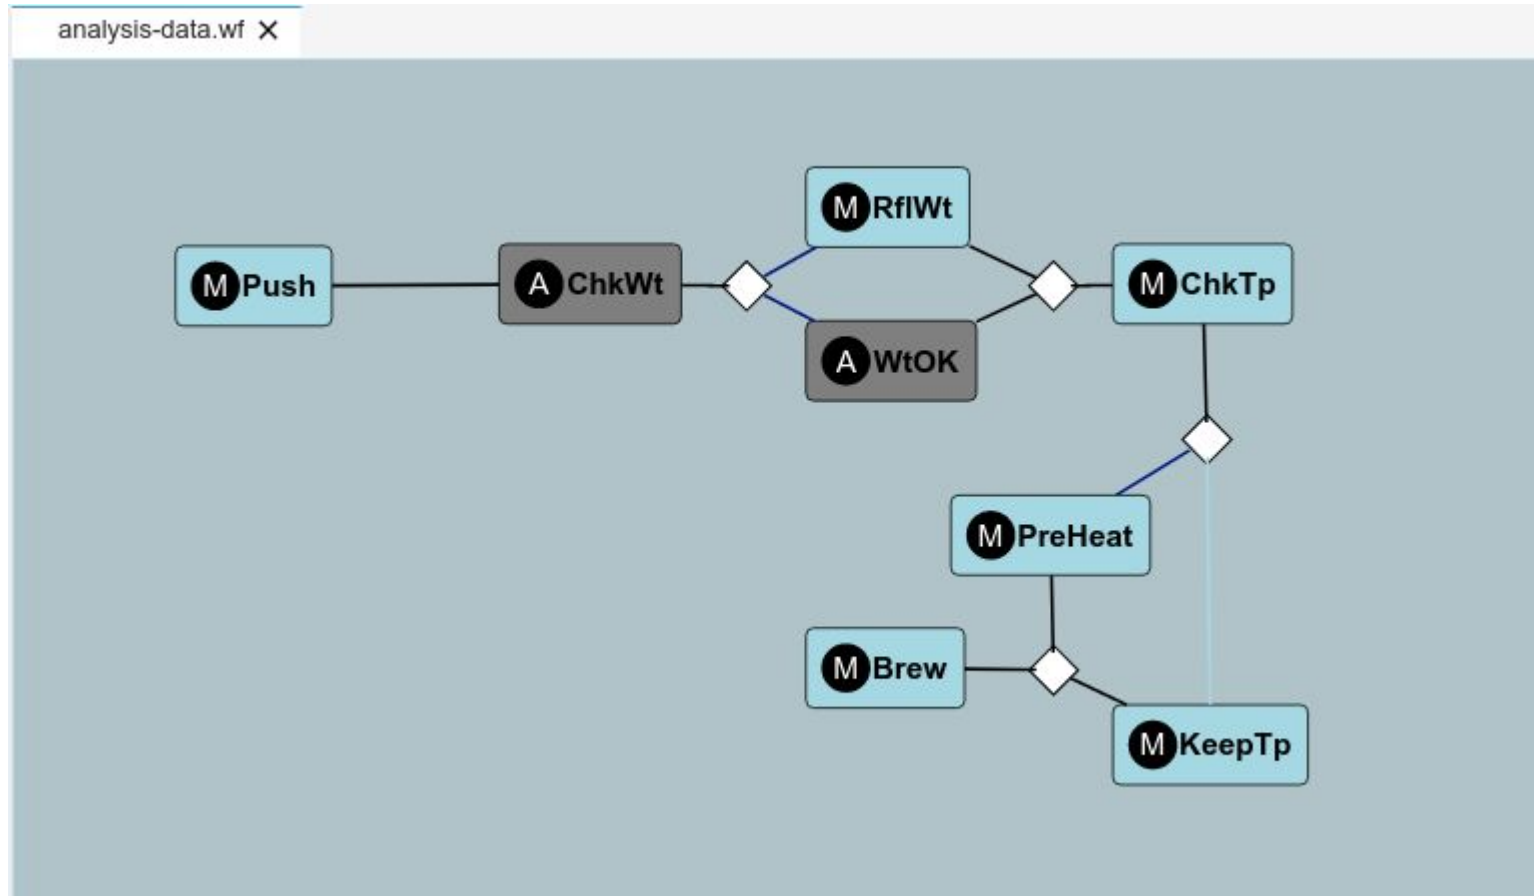 analysis-data.wf ✕
M RflWt
M Push
A ChkWt
M ChkTp
A WtOK
M PreHeat
M Brew
M KeepTp